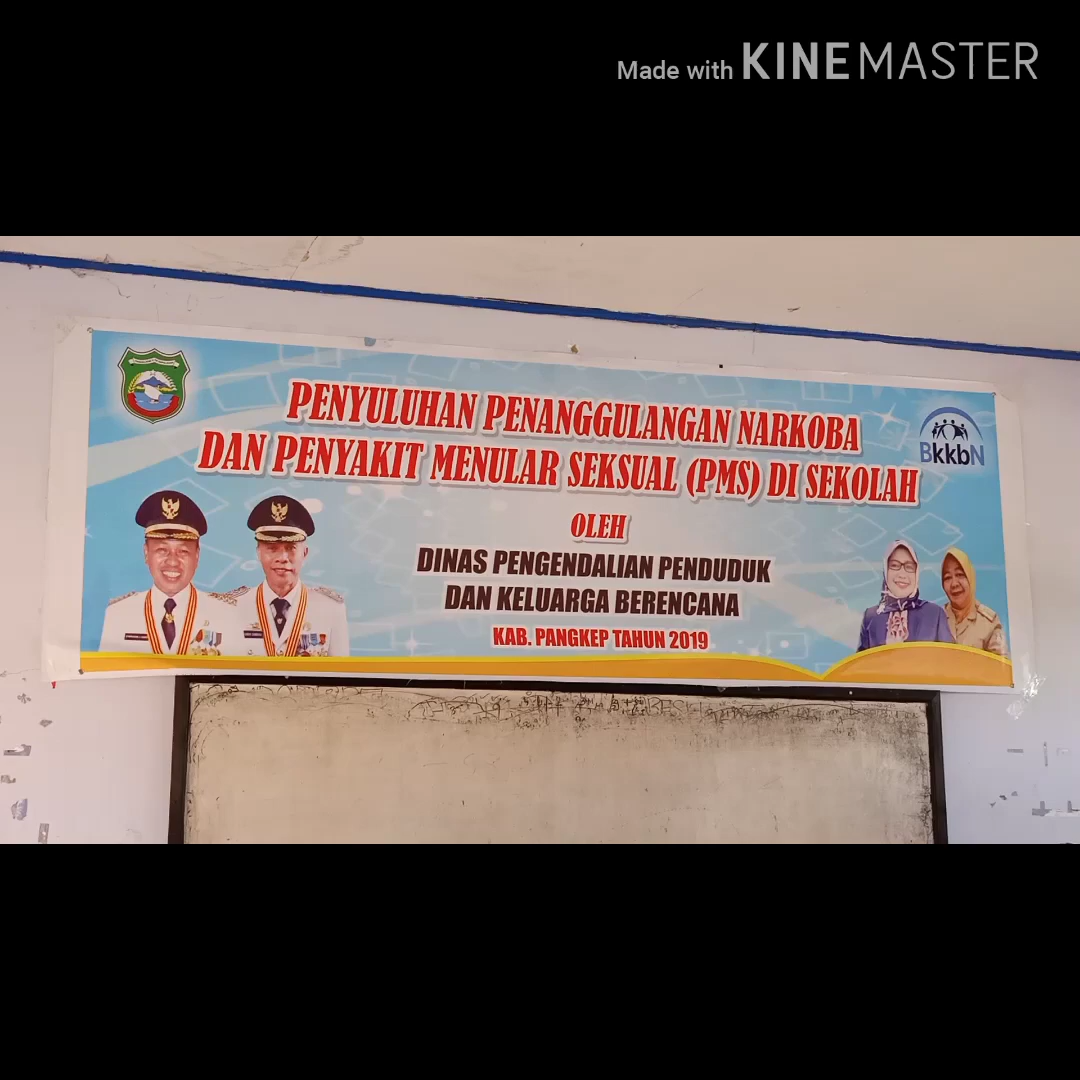 Made with KINEMASTER
PENYULUHAN PENANGGULANGAN NARKOBA
DAN PENYAKIT MENULAR SEKSUAL (PMS) DI SEKOLAH
BkkbN
OLEH
DINAS PENGENDALIAN PENDUDUK
DAN KELUARGA BERENCANA
KAB. PANGKEP TAHUN 2019